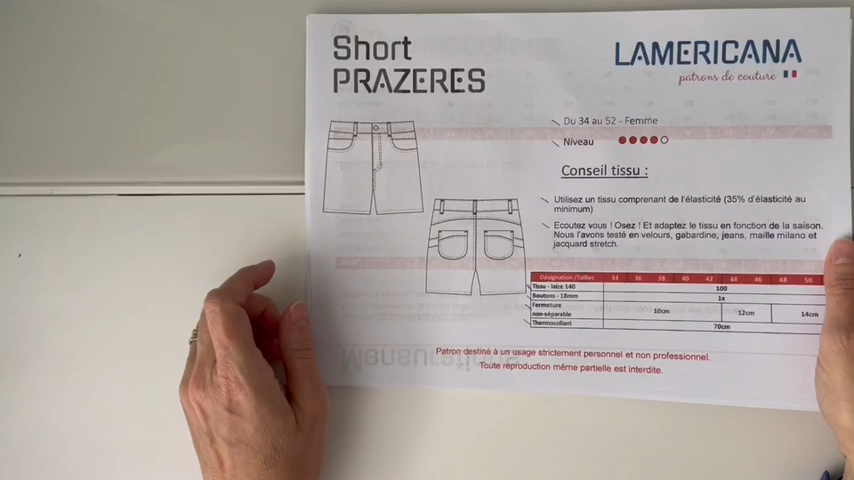 Short
PRAZERES
LAMERICANA
patrons de couture
Du 34 au 52 - Femme
Niveau
Conseil tissu :
Utilisez un tissu comprenant de l'élasticité (35% d'élasticité au
minimum)
Ecoutez vous ! Osez ! Et adaptez le tissu en fonction de la saison.
Nous l'avons testé en velours, gabardine, jeans, maille milano et
jacquard stretch.
Désignation /Tailles 34 36 38 40 42 44 46 48 50
Tissu - laize 140 100
Boutons - 18mm 1x
Fermeture
non-séparable 10cm 12cm 14cm
Thermocollant 70cm
Patron destiné à un usage strictement personnel et non professionnel.
Toute reproduction même partielle est interdite.
Mensurations